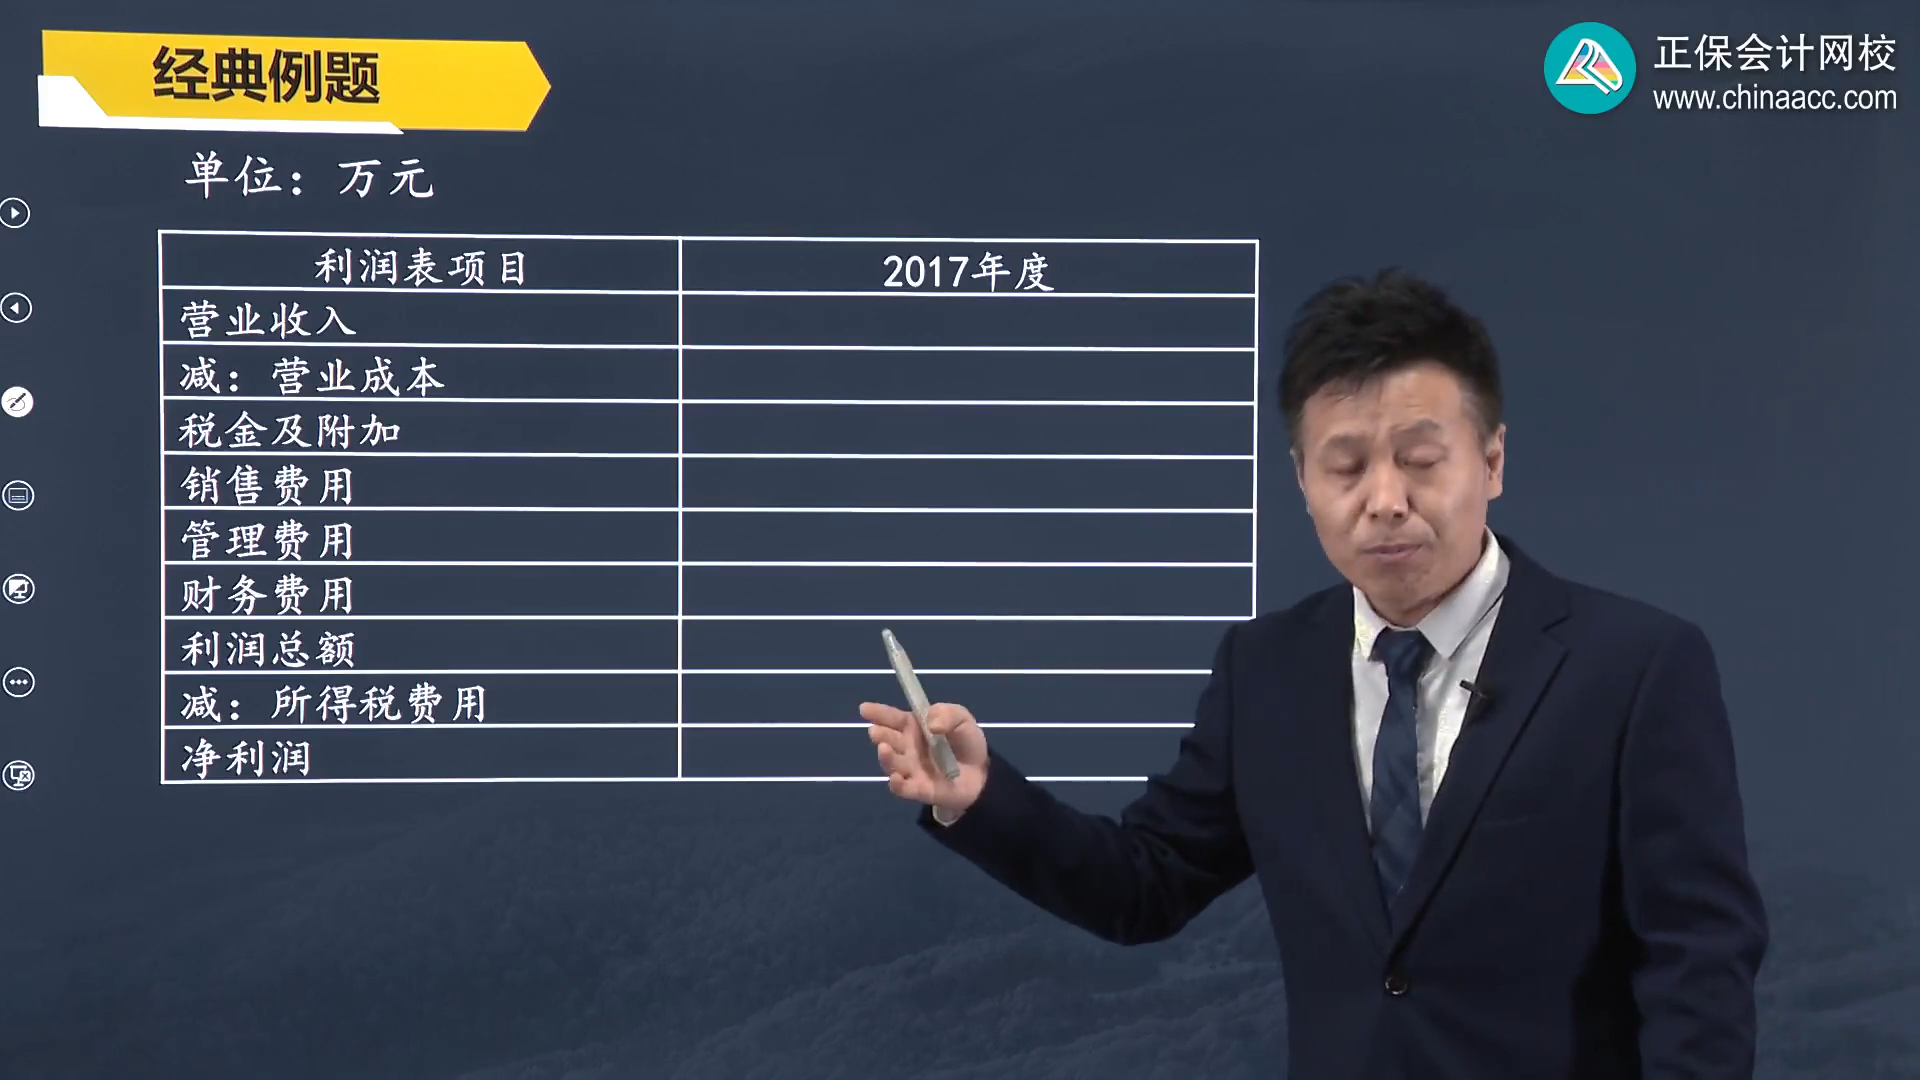 经典例题
正保会计网校
www.chinaacc.com
单位：万元
利润表项目 2017年度
营业收入
减：营业成本
税金及附加
销售费用
管理费用
财务费用
利润总额
减：所得税费用
净利润